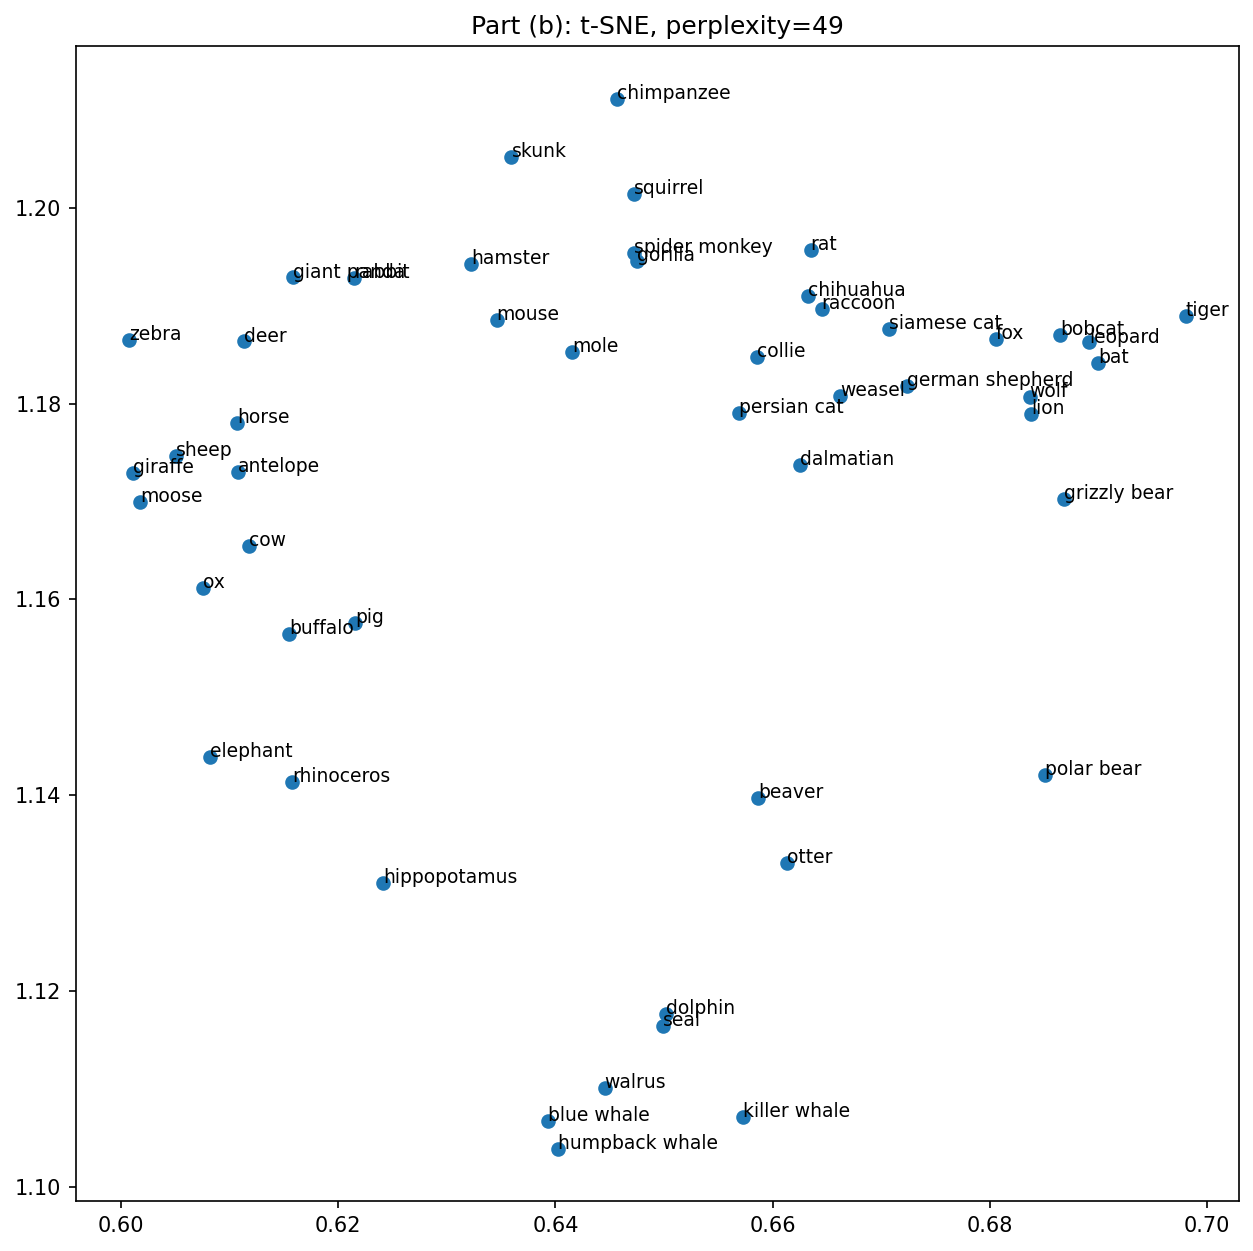 Part (b): t-SNE, perplexity=49
chimpanzee
skunk
squirrel
1.20
spider monkey
rat
gorilla
hamster
giant panda
rabbit
chihuahua
raccoon
tiger
mouse
siamese cat
fox
bobcat
leopard
zebra
deer
mole
collie
bat
german shepherd
weasel
wolf
1.18
persian cat
lion
horse
sheep
dalmatian
giraffe
antelope
moose
grizzly bear
cow
ox
1.16
pig
buffalo
elephant
rhinoceros
polar bear
1.14
beaver
otter
hippopotamus
1.12
dolphin
seal
walrus
blue whale
killer whale
humpback whale
1.10
0.60 0.62 0.64 0.66 0.68 0.70